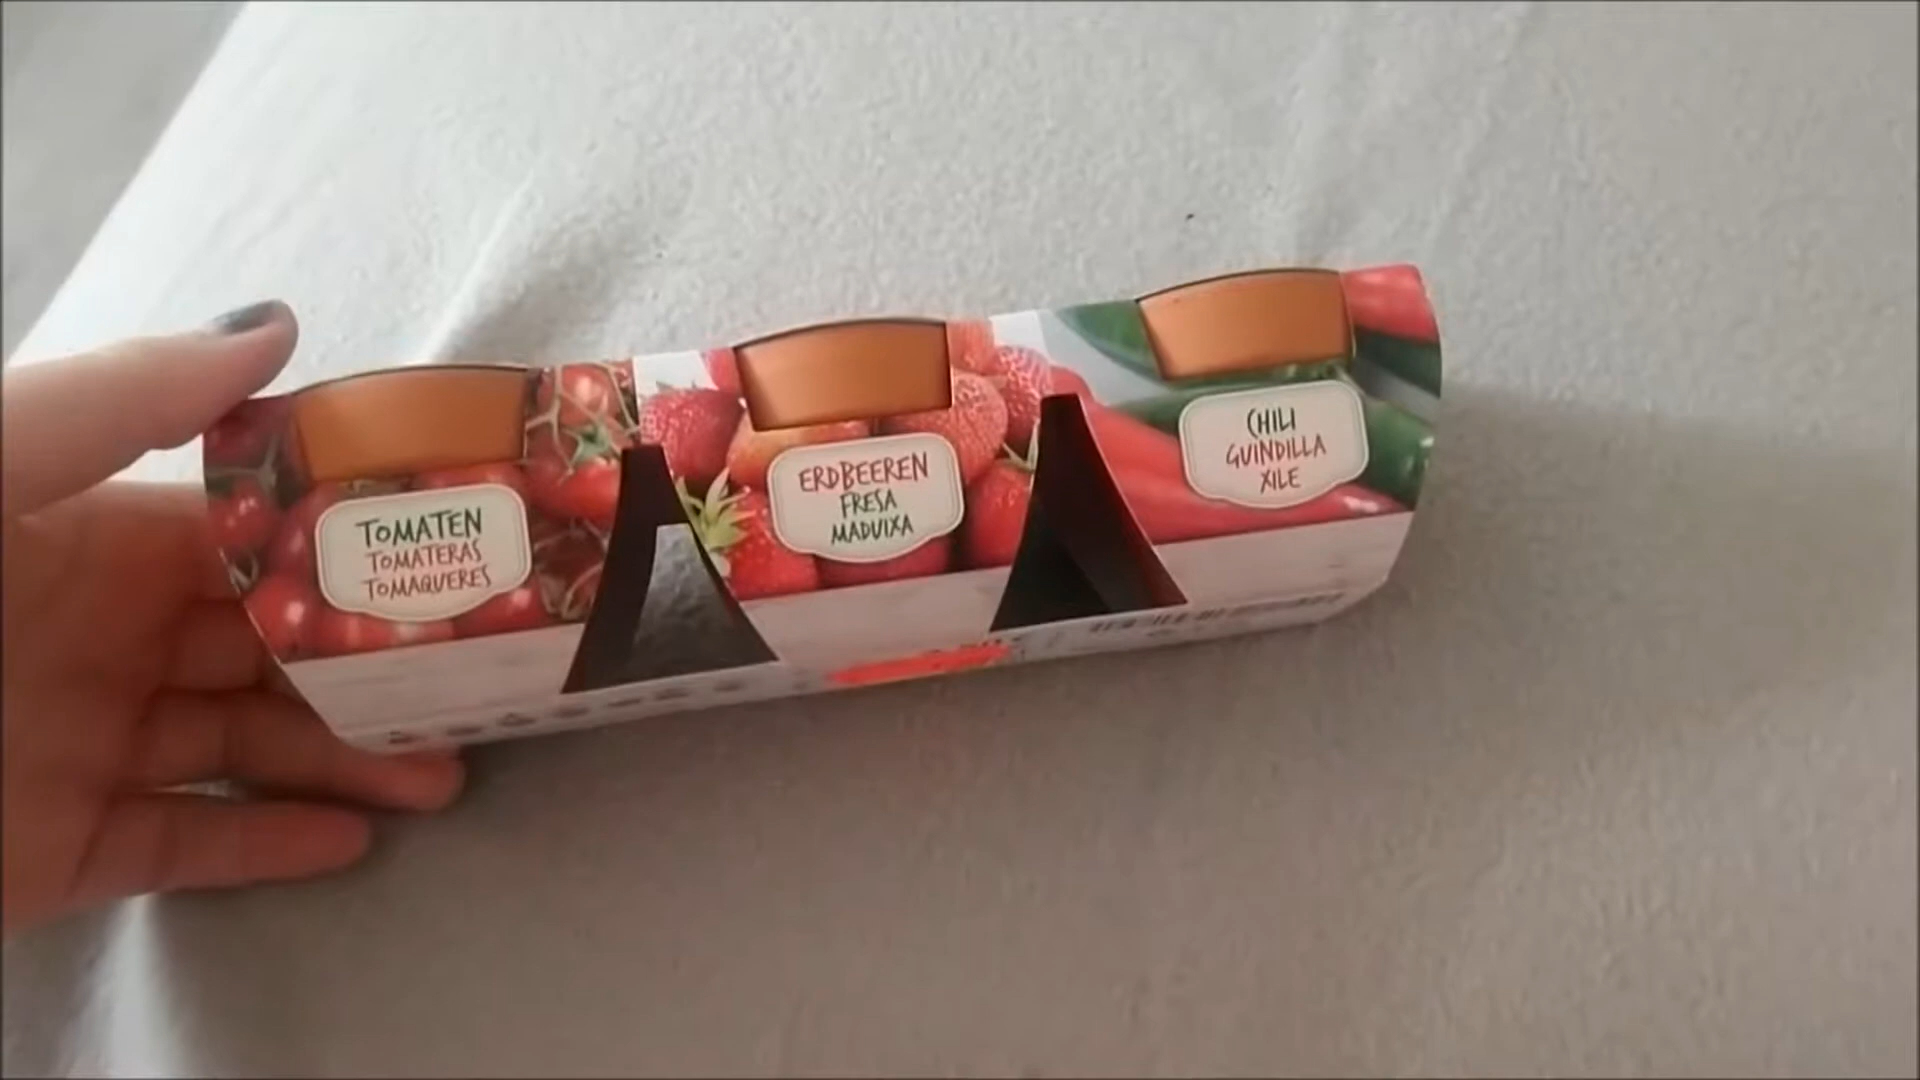 TOMATEN
TOMATERAS
TOMAQUERES
ERDBEEREN
FRESA
MADUIXA
CHILI
GUINDILLA
XILE